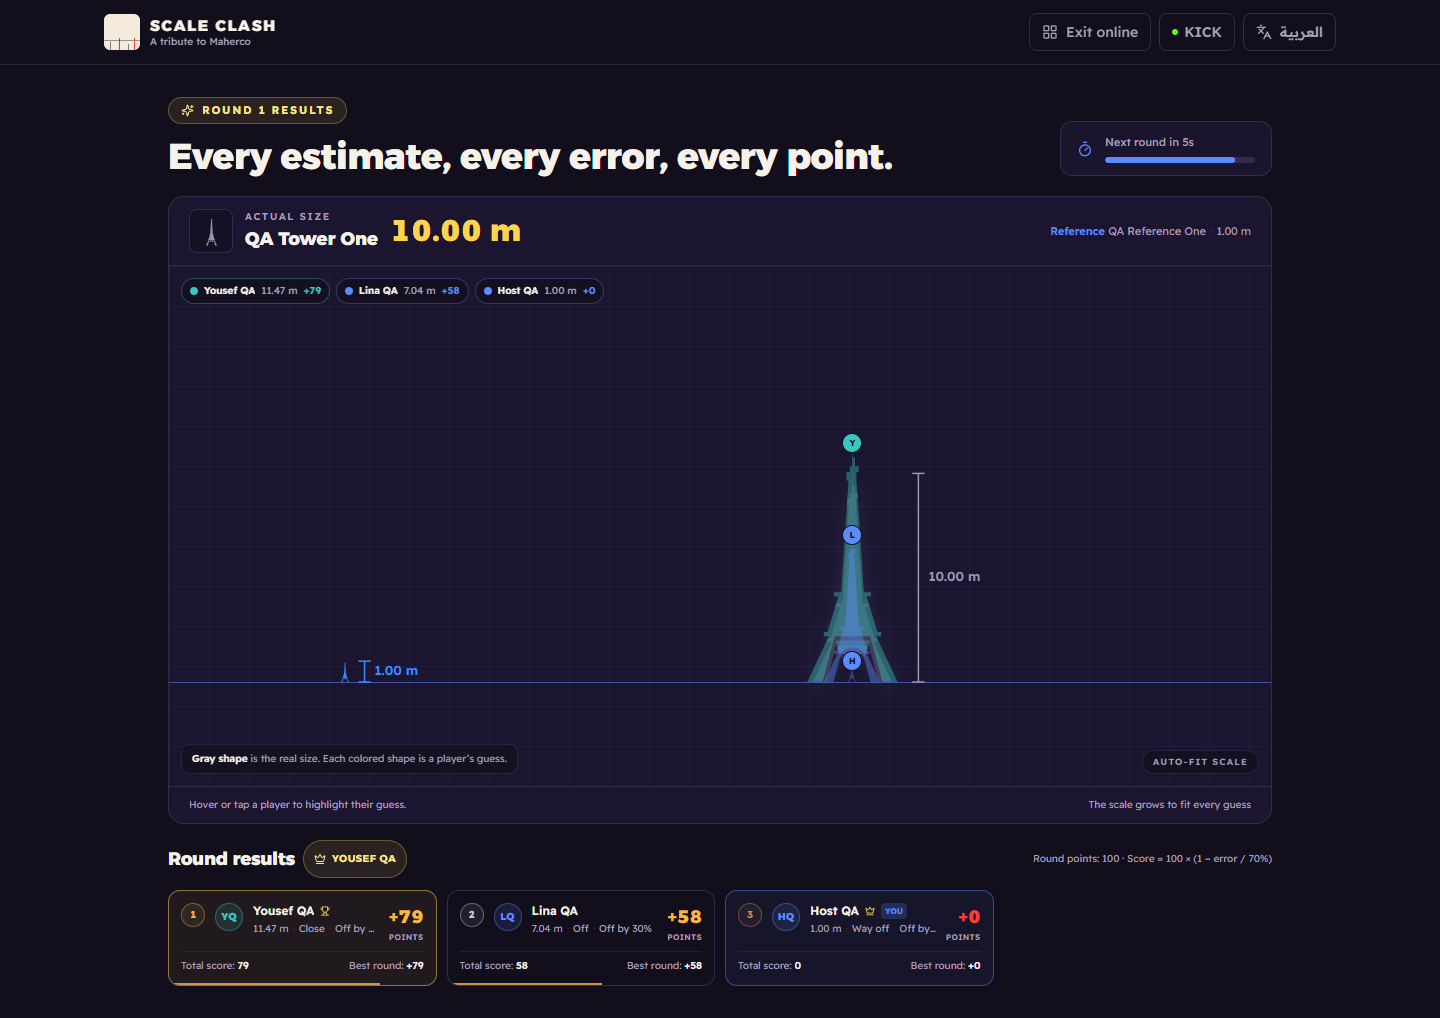 SCALE CLASH
A tribute to Maherco
Exit online
KICK
العربية
ROUND 1 RESULTS
Every estimate, every error, every point.
Next round in 5s
ACTUAL SIZE
QA Tower One 10.00 m
Reference QA Reference One · 1.00 m
Yousef QA 11.47 m +79
Lina QA 7.04 m +58
Host QA 1.00 m +0
Y
L
H
10.00 m
1.00 m
Gray shape is the real size. Each colored shape is a player's guess.
AUTO-FIT SCALE
Hover or tap a player to highlight their guess.
The scale grows to fit every guess
Round results
YOUSEF QA
Round points: 100 · Score = 100 × (1 − error / 70%)
1
YQ
Yousef QA
11.47 m · Close · Off by ...
+79
POINTS
Total score: 79
Best round: +79
2
LQ
Lina QA
7.04 m · Off · Off by 30%
+58
POINTS
Total score: 58
Best round: +58
3
HQ
Host QA YOU
1.00 m · Way off · Off by...
+0
POINTS
Total score: 0
Best round: +0